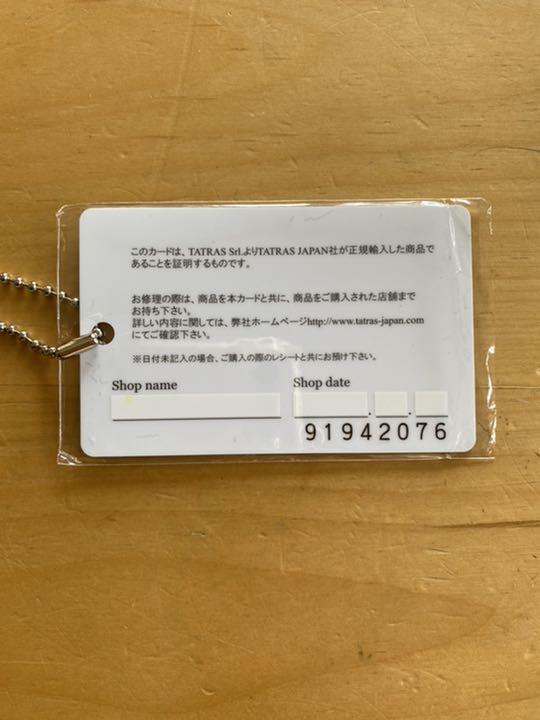 このカードは、TATRAS Srl.よりTATRAS JAPAN社が正規輸入した商品で
あることを証明するものです。
お修理の際は、商品を本カードと共に、商品をご購入された店舗まで
お持ち下さい。
詳しい内容に関しては、弊社ホームページhttp://www.tatras-japan.com
にてご確認下さい。
※日付未記入の場合、ご購入の際のレシートと共にお預け下さい。
Shop name Shop date
91942076